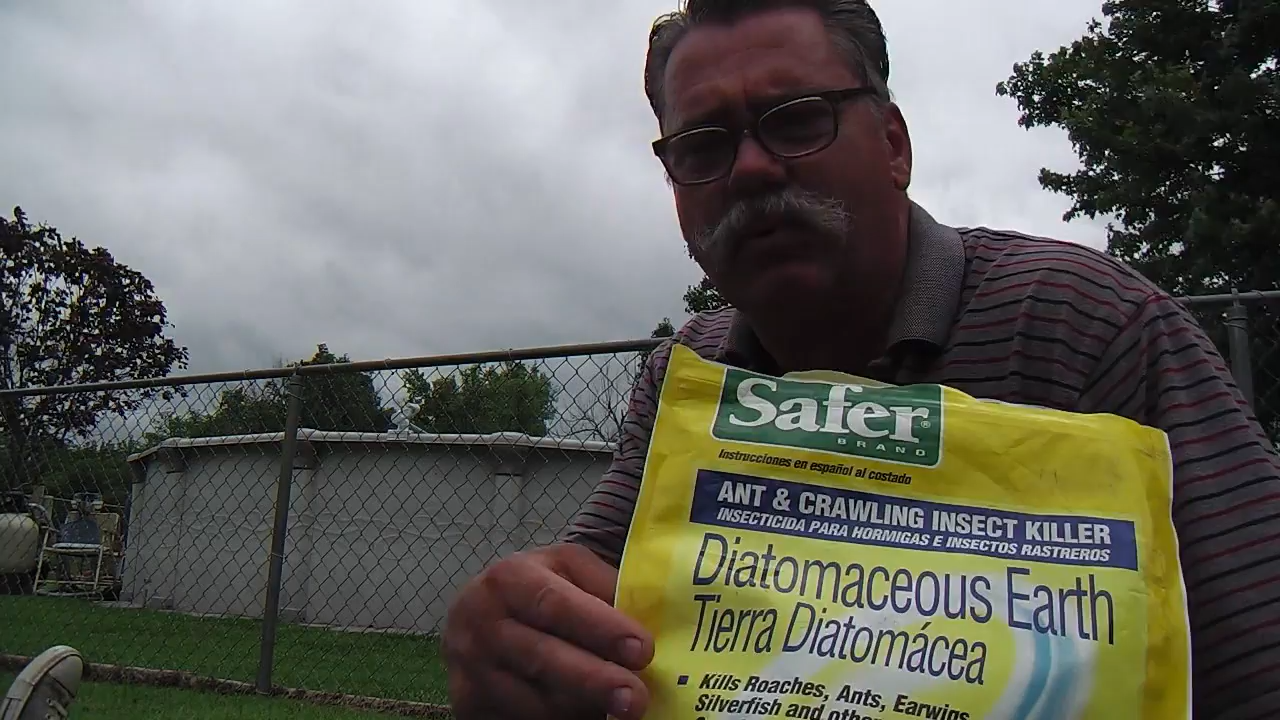 Safer®
BRAND
Instrucciones en español al costado
ANT & CRAWLING INSECT KILLER
INSECTICIDA PARA HORMIGAS E INSECTOS RASTREROS
Diatomaceous Earth
Tierra Diatomácea
▪ Kills Roaches, Ants, Earwigs
Silverfish and other